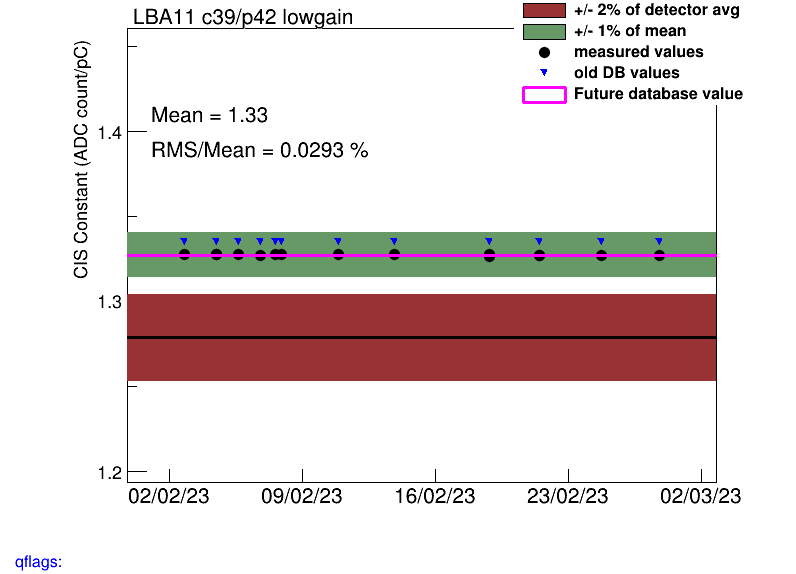 LBA11 c39/p42 lowgain
+/- 2% of detector avg
+/- 1% of mean
measured values
old DB values
Future database value
CIS Constant (ADC count/pC)
Mean = 1.33
RMS/Mean = 0.0293 %
1.4
1.3
1.2
02/02/23 09/02/23 16/02/23 23/02/23 02/03/23
qflags: